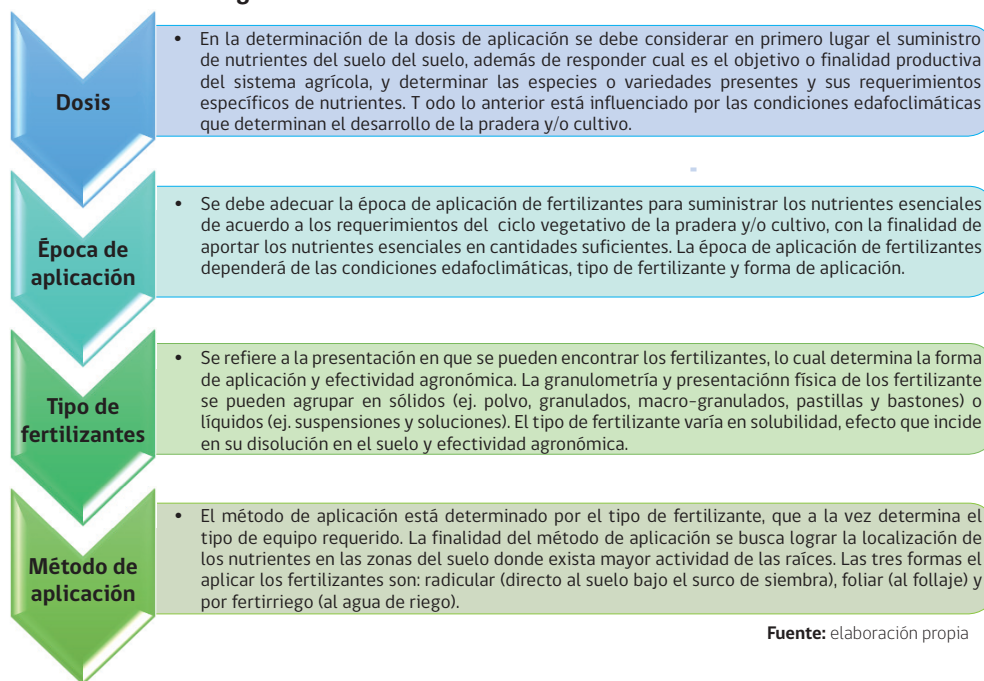 Dosis
• En la determinación de la dosis de aplicación se debe considerar en primer lugar el suministro
de nutrientes del suelo del suelo, además de responder cual es el objetivo o finalidad productiva
del sistema agrícola, y determinar las especies o variedades presentes y sus requerimientos
específicos de nutrientes. T odo lo anterior está influenciado por las condiciones edafoclimáticas
que determinan el desarrollo de la pradera y/o cultivo.
Época de
aplicación
• Se debe adecuar la época de aplicación de fertilizantes para suministrar los nutrientes esenciales
de acuerdo a los requerimientos del ciclo vegetativo de la pradera y/o cultivo, con la finalidad de
aportar los nutrientes esenciales en cantidades suficientes. La época de aplicación de fertilizantes
dependerá de las condiciones edafoclimáticas, tipo de fertilizante y forma de aplicación.
Tipo de
fertilizantes
• Se refiere a la presentación en que se pueden encontrar los fertilizantes, lo cual determina la forma
de aplicación y efectividad agronómica. La granulometría y presentaciónn física de los fertilizante
se pueden agrupar en sólidos (ej. polvo, granulados, macro-granulados, pastillas y bastones) o
líquidos (ej. suspensiones y soluciones). El tipo de fertilizante varía en solubilidad, efecto que incide
en su disolución en el suelo y efectividad agronómica.
Método de
aplicación
• El método de aplicación está determinado por el tipo de fertilizante, que a la vez determina el
tipo de equipo requerido. La finalidad del método de aplicación se busca lograr la localización de
los nutrientes en las zonas del suelo donde exista mayor actividad de las raíces. Las tres formas el
aplicar los fertilizantes son: radicular (directo al suelo bajo el surco de siembra), foliar (al follaje) y
por fertirriego (al agua de riego).
Fuente: elaboración propia